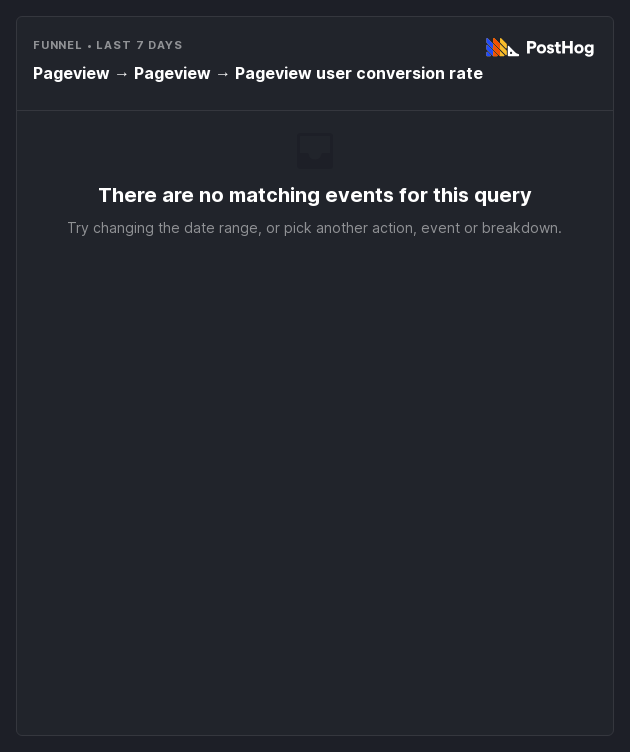 FUNNEL • LAST 7 DAYS
PostHog
Pageview → Pageview → Pageview user conversion rate
There are no matching events for this query
Try changing the date range, or pick another action, event or breakdown.